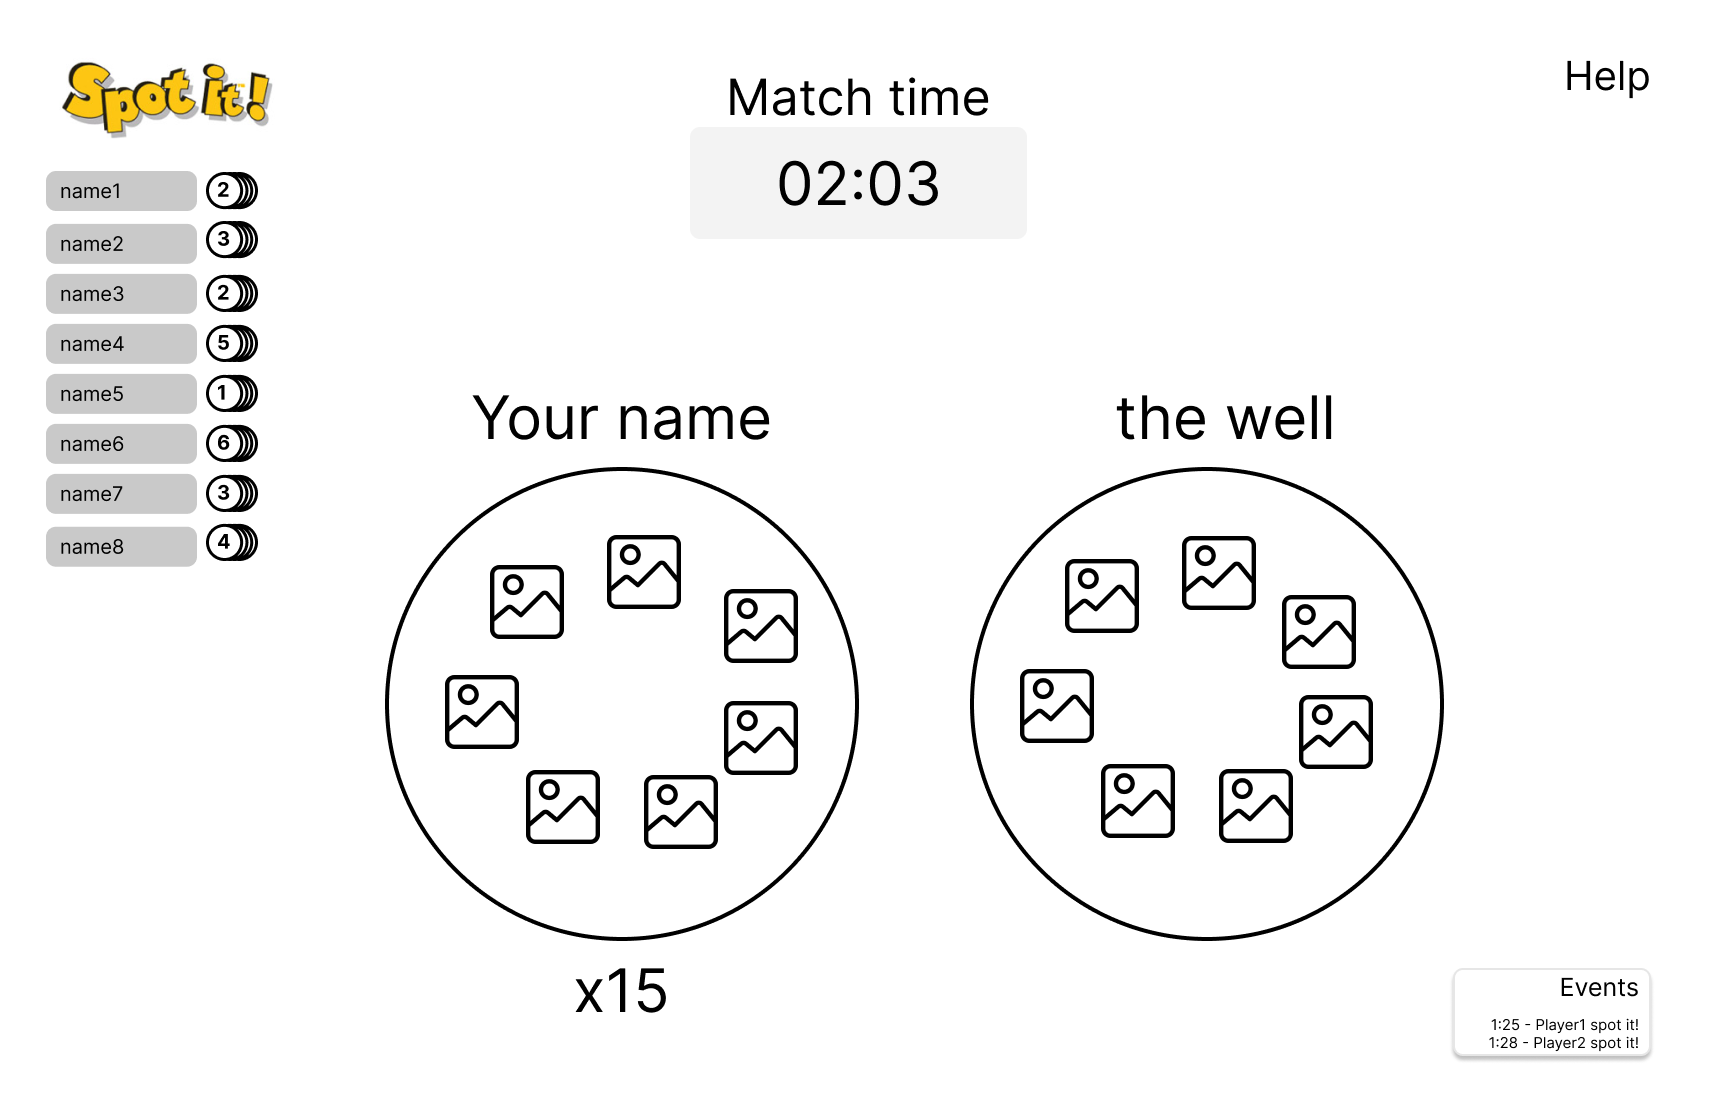 Spot it!
Help
Match time
02:03
name1 2
name2 3
name3 2
name4 5
name5 1
name6 6
name7 3
name8 4
Your name
the well
x15
Events
1:25 - Player1 spot it!
1:28 - Player2 spot it!